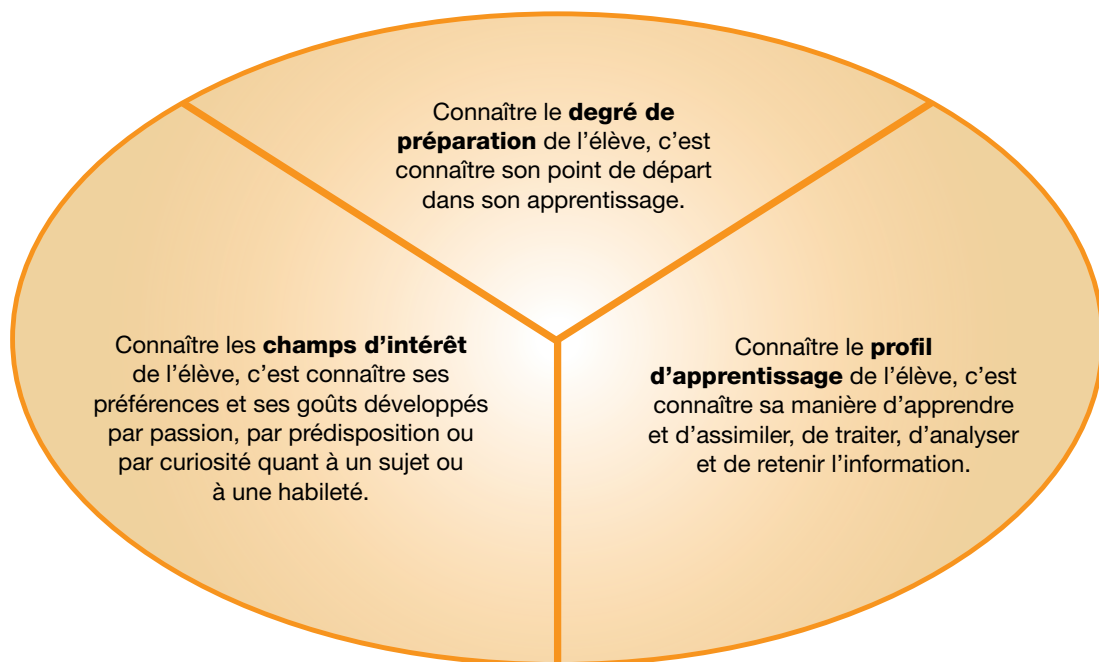 Connaître le degré de
préparation de l’élève, c’est
connaître son point de départ
dans son apprentissage.
Connaître les champs d’intérêt
de l’élève, c’est connaître ses
préférences et ses goûts développés
par passion, par prédisposition ou
par curiosité quant à un sujet ou
à une habileté.
Connaître le profil
d’apprentissage de l’élève, c’est
connaître sa manière d’apprendre
et d’assimiler, de traiter, d’analyser
et de retenir l’information.